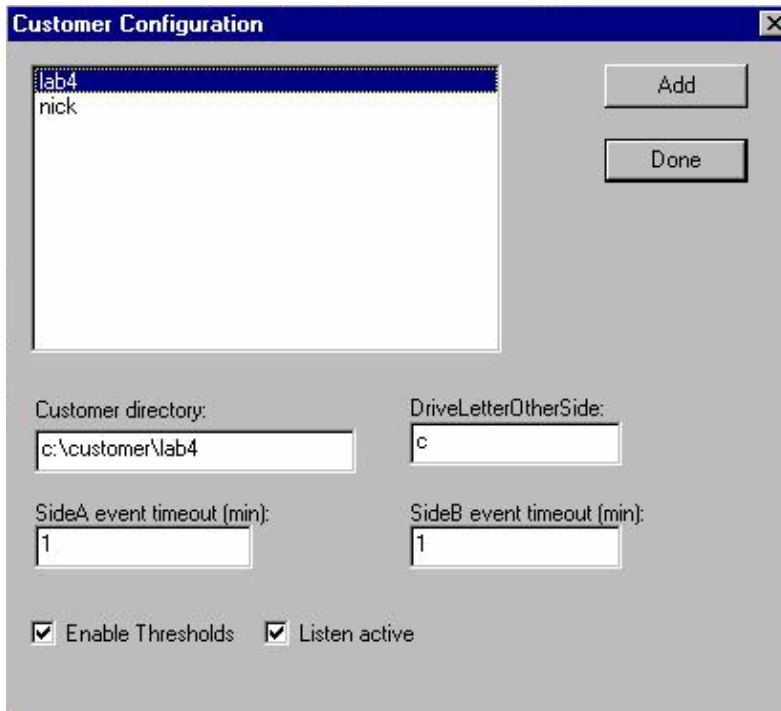 Customer Configuration
lab4
nick
Add
Done
Customer directory:
DriveLetterOtherSide:
c:\customer\lab4
c
SideA event timeout (min):
SideB event timeout (min):
1
1
Enable Thresholds
Listen active